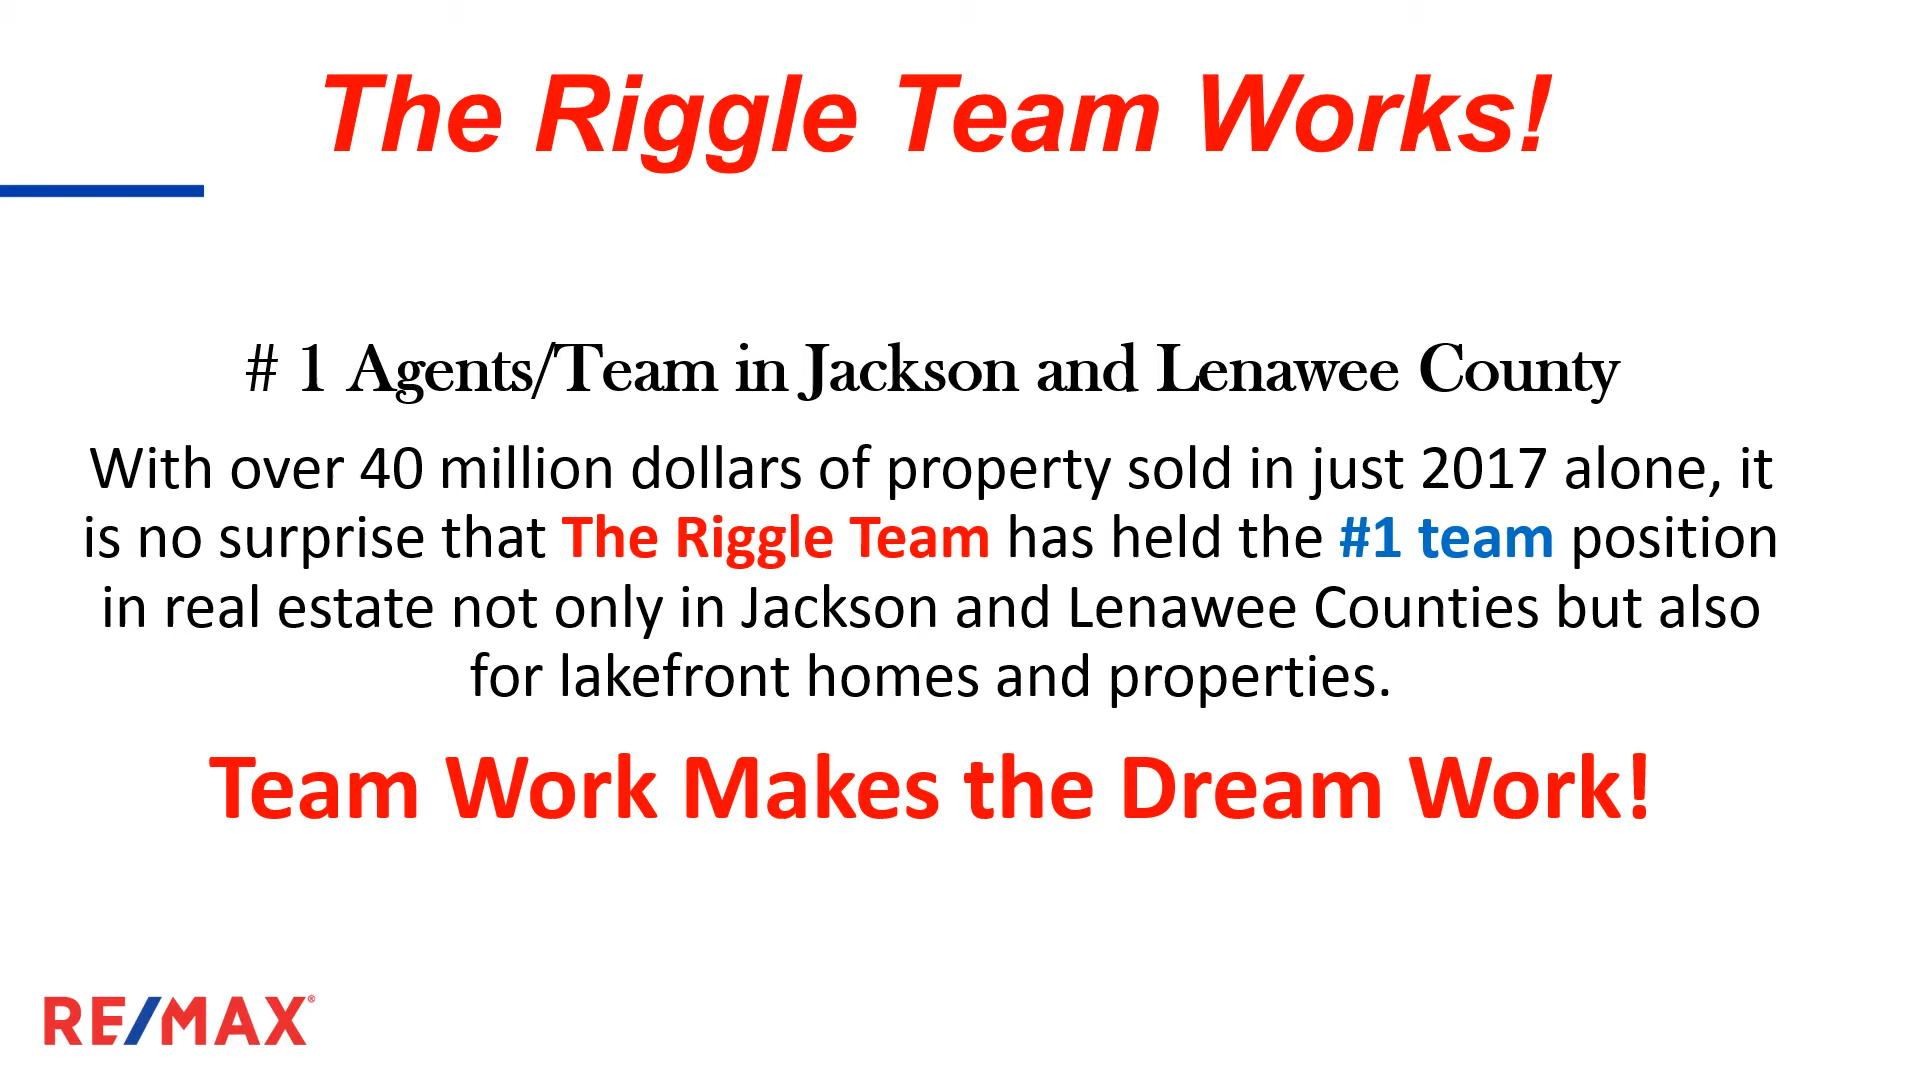 The Riggle Team Works!
# 1 Agents/Team in Jackson and Lenawee County
With over 40 million dollars of property sold in just 2017 alone, it
is no surprise that The Riggle Team has held the #1 team position
in real estate not only in Jackson and Lenawee Counties but also
for lakefront homes and properties.
Team Work Makes the Dream Work!
RE/MAX®